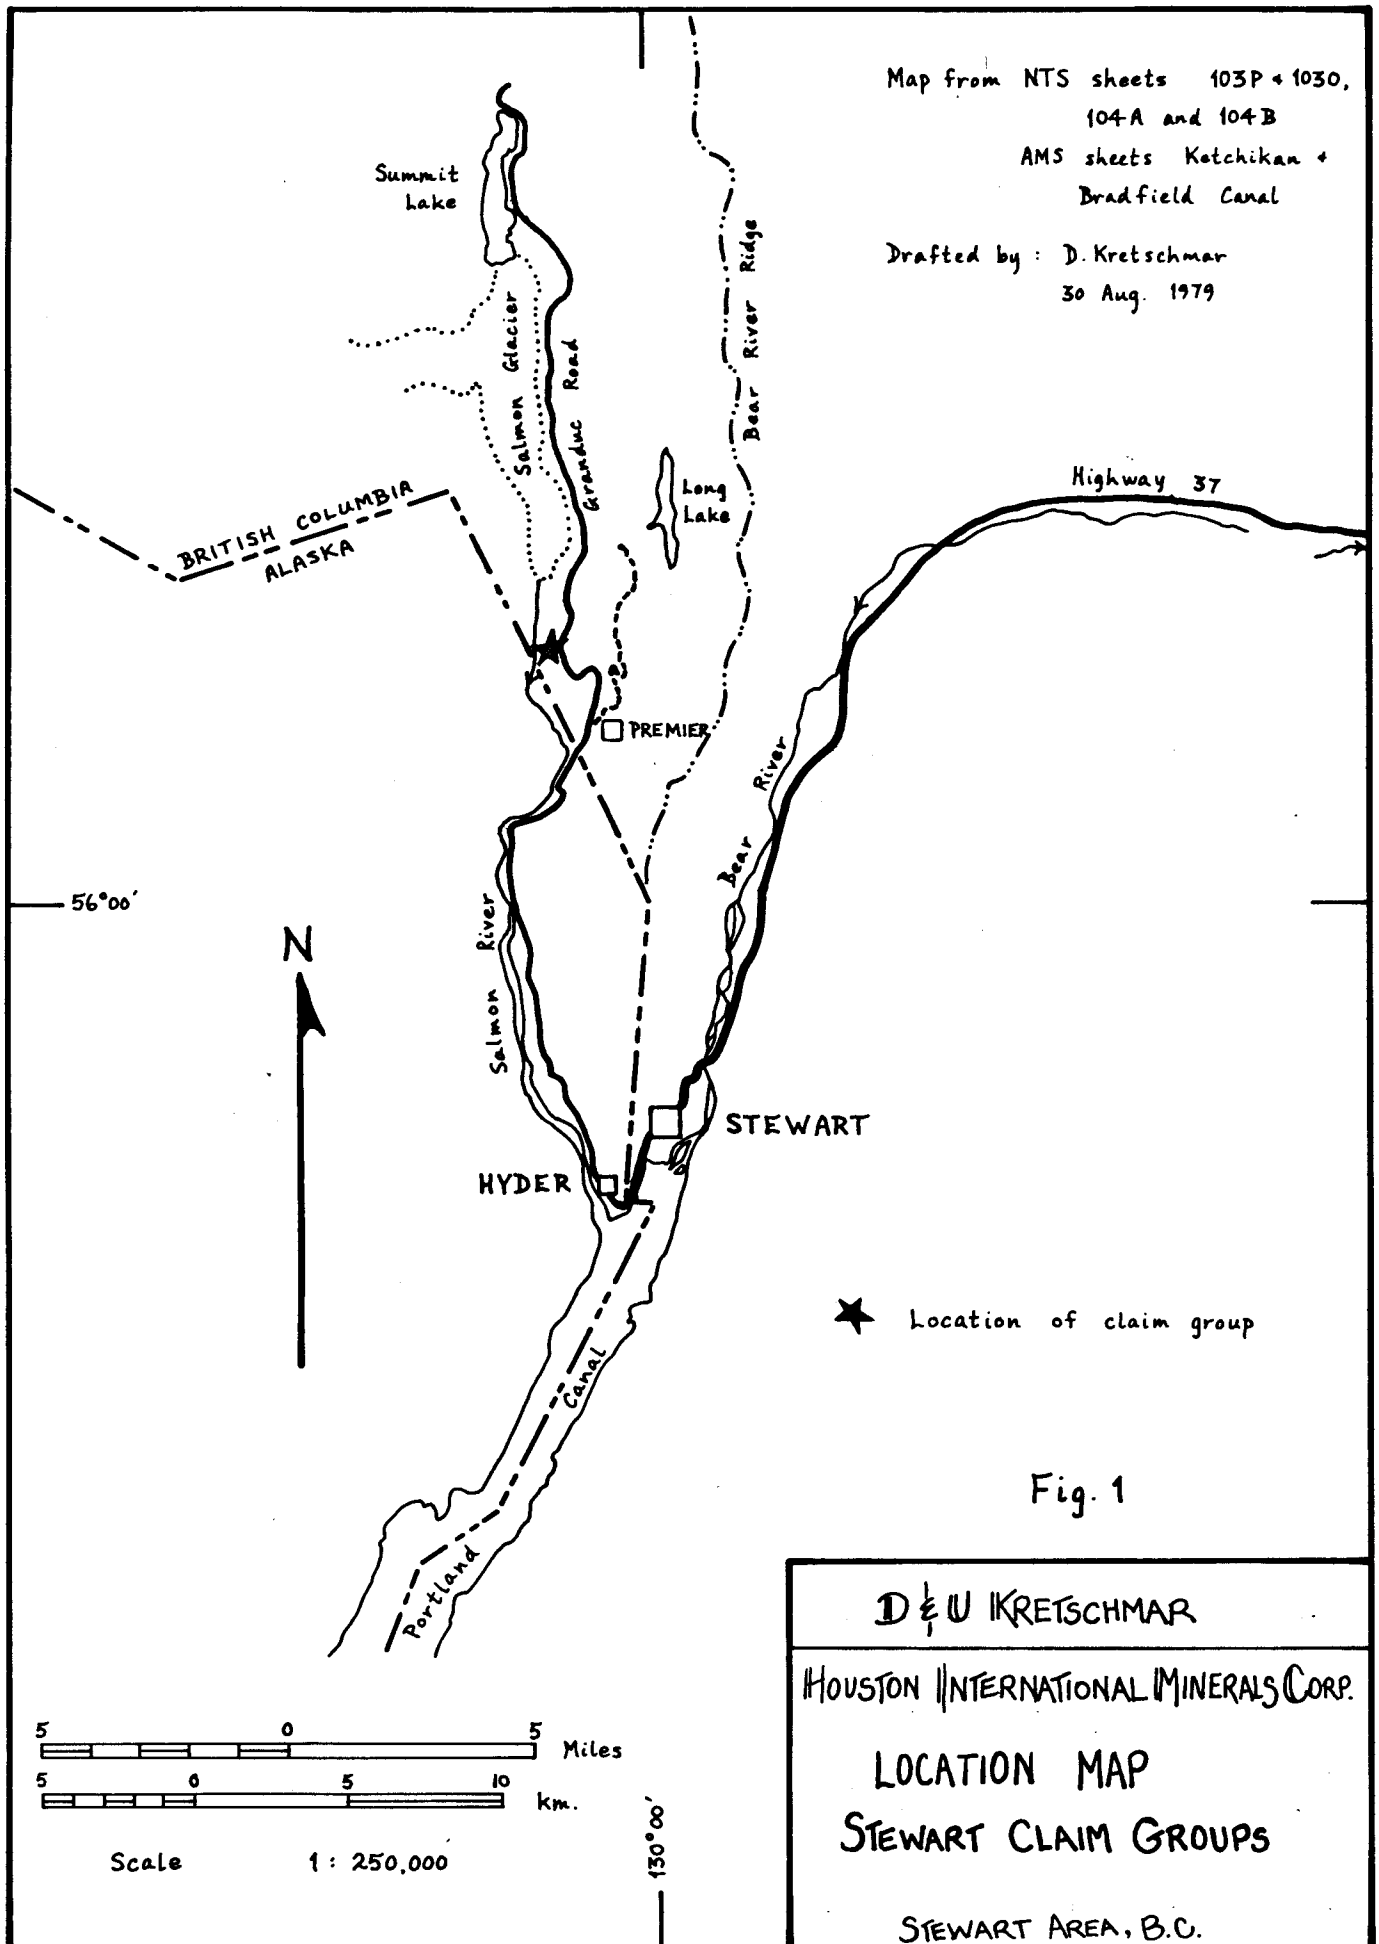 Map from NTS sheets 103P & 103O,
104A and 104B
AMS sheets Ketchikan &
Bradfield Canal
Drafted by : D. Kretschmar
30 Aug. 1979
Summit
Lake
Salmon Glacier
Granduc Road
Bear River Ridge
Long
Lake
Highway 37
BRITISH COLUMBIA
ALASKA
PREMIER
Bear River
56°00'
N
Salmon River
STEWART
HYDER
Location of claim group
Portland Canal
Fig. 1
D & U KRETSCHMAR
HOUSTON INTERNATIONAL MINERALS CORP.
LOCATION MAP
STEWART CLAIM GROUPS
STEWART AREA, B.C.
5 0 5 Miles
5 0 5 10 km.
Scale 1 : 250,000
130°00'